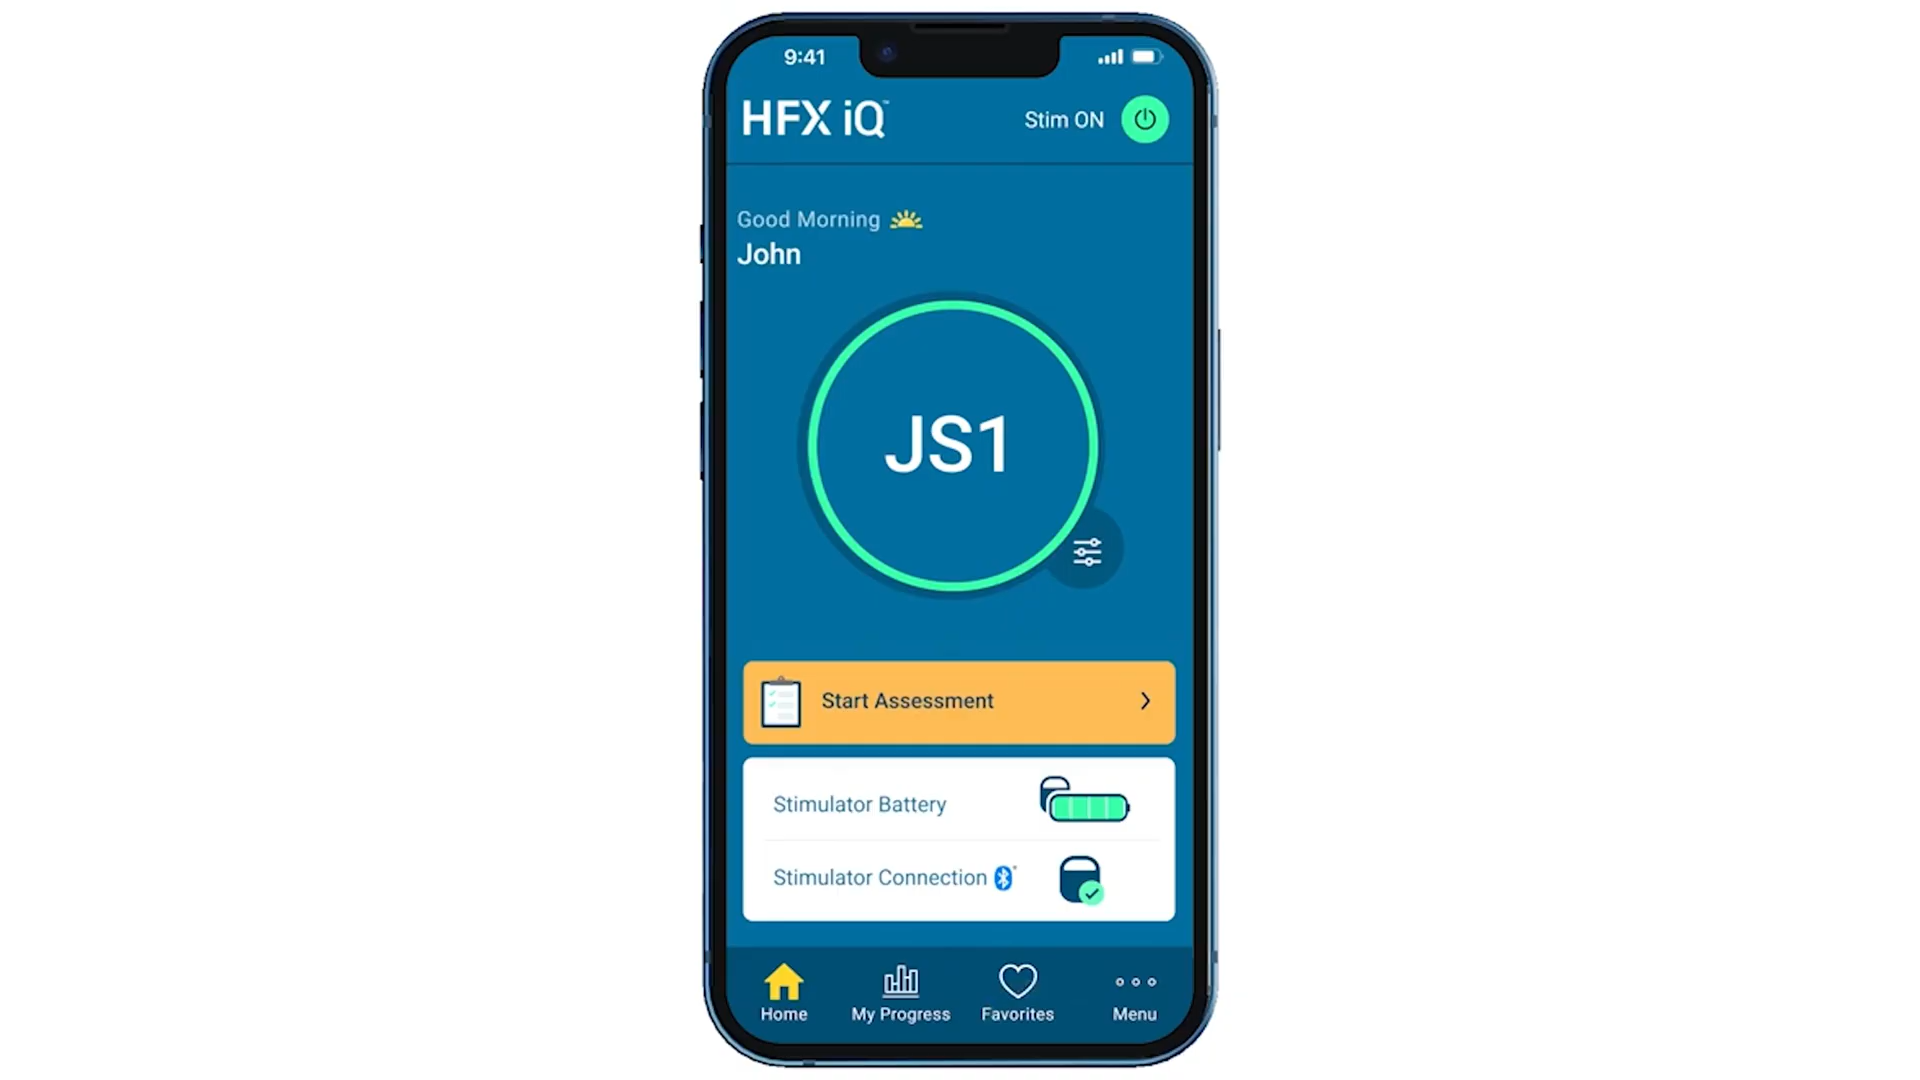 9:41
HFX iQ™
Stim ON
Good Morning
John
JS1
Start Assessment
Stimulator Battery
Stimulator Connection
Home
My Progress
Favorites
Menu